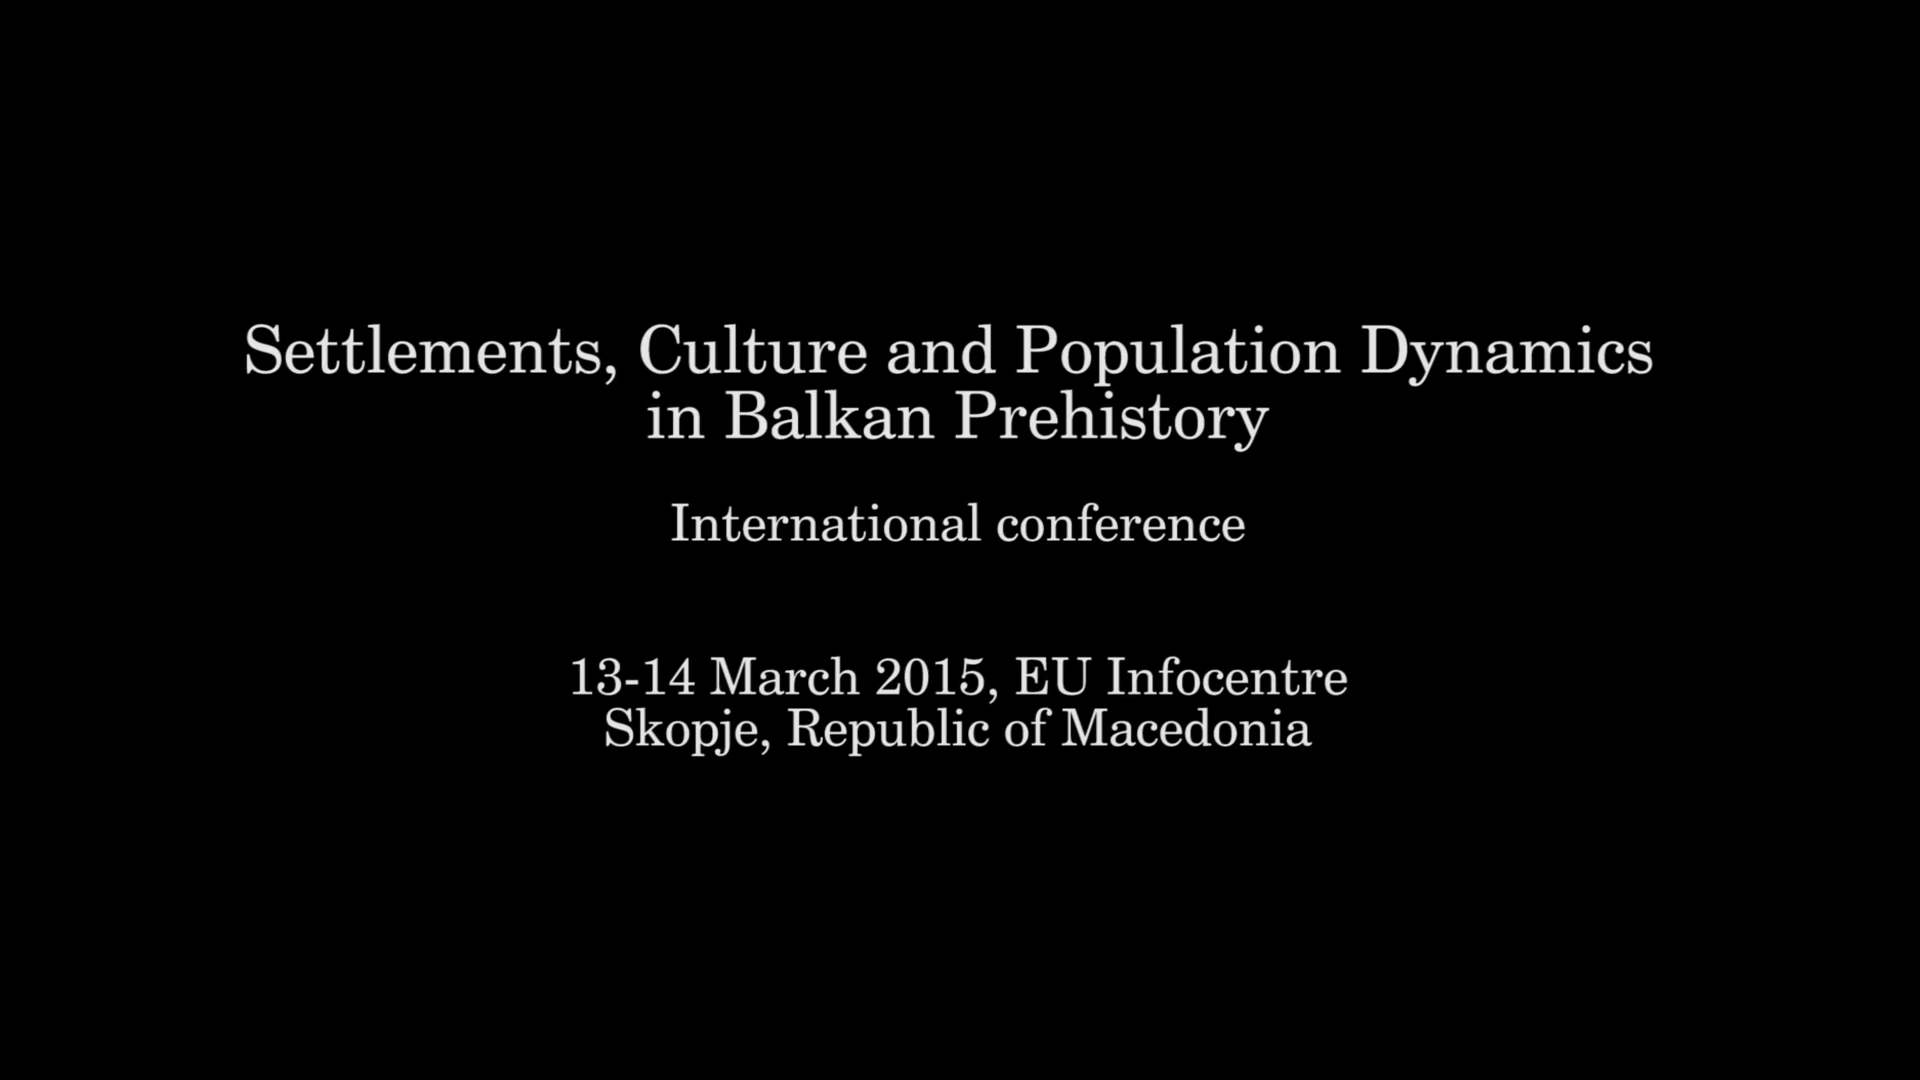 Settlements, Culture and Population Dynamics
in Balkan Prehistory
International conference
13-14 March 2015, EU Infocentre
Skopje, Republic of Macedonia